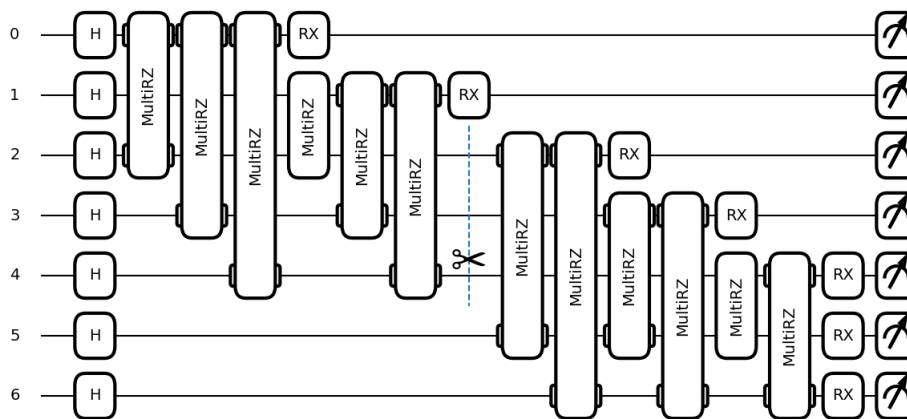 0 H MultiRZ MultiRZ MultiRZ RX
1 H MultiRZ MultiRZ MultiRZ RX
2 H MultiRZ MultiRZ RX
3 H MultiRZ MultiRZ RX
4 H MultiRZ MultiRZ RX
5 H RX
6 H RX